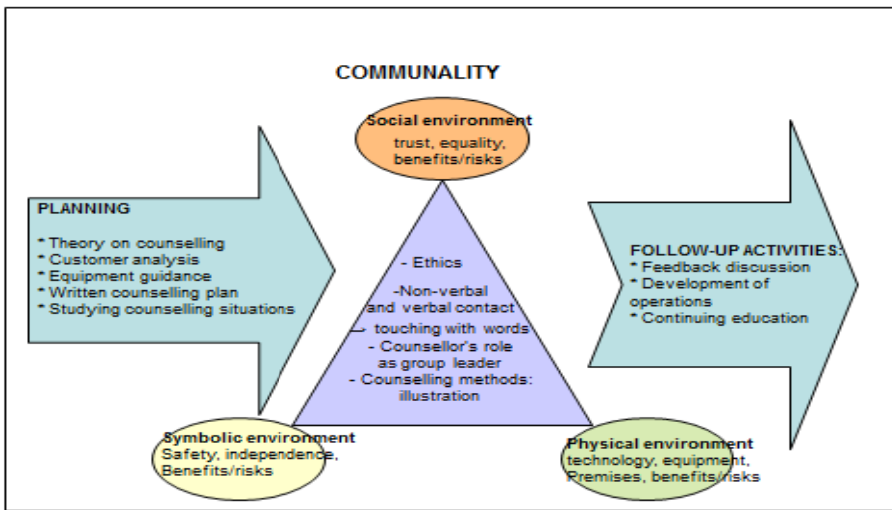 COMMUNALITY
Social environment
trust, equality,
benefits/risks
PLANNING
* Theory on counselling
* Customer analysis
* Equipment guidance
* Written counselling plan
* Studying counselling situations
- Ethics
-Non-verbal
and verbal contact
touching with words
- Counsellor's role
as group leader
- Counselling methods:
illustration
FOLLOW-UP ACTIVITIES:
* Feedback discussion
* Development of
operations
* Continuing education
Symbolic environment
Safety, independence,
Benefits/risks
Physical environment
technology, equipment,
Premises, benefits/risks